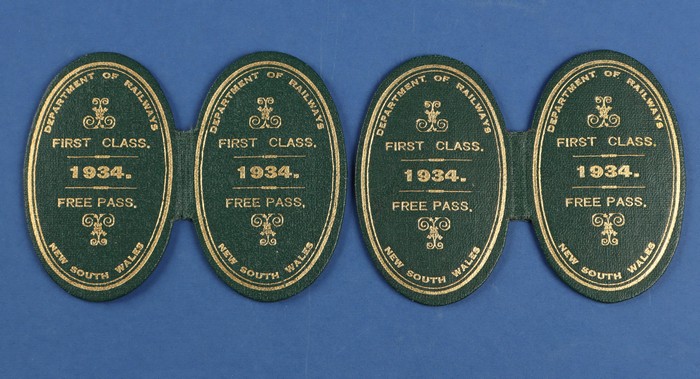 DEPARTMENT OF RAILWAYS
FIRST CLASS.
1934.
FREE PASS.
NEW SOUTH WALES
DEPARTMENT OF RAILWAYS
FIRST CLASS.
1934.
FREE PASS.
NEW SOUTH WALES
DEPARTMENT OF RAILWAYS
FIRST CLASS.
1934.
FREE PASS.
NEW SOUTH WALES
DEPARTMENT OF RAILWAYS
FIRST CLASS.
1934.
FREE PASS.
NEW SOUTH WALES